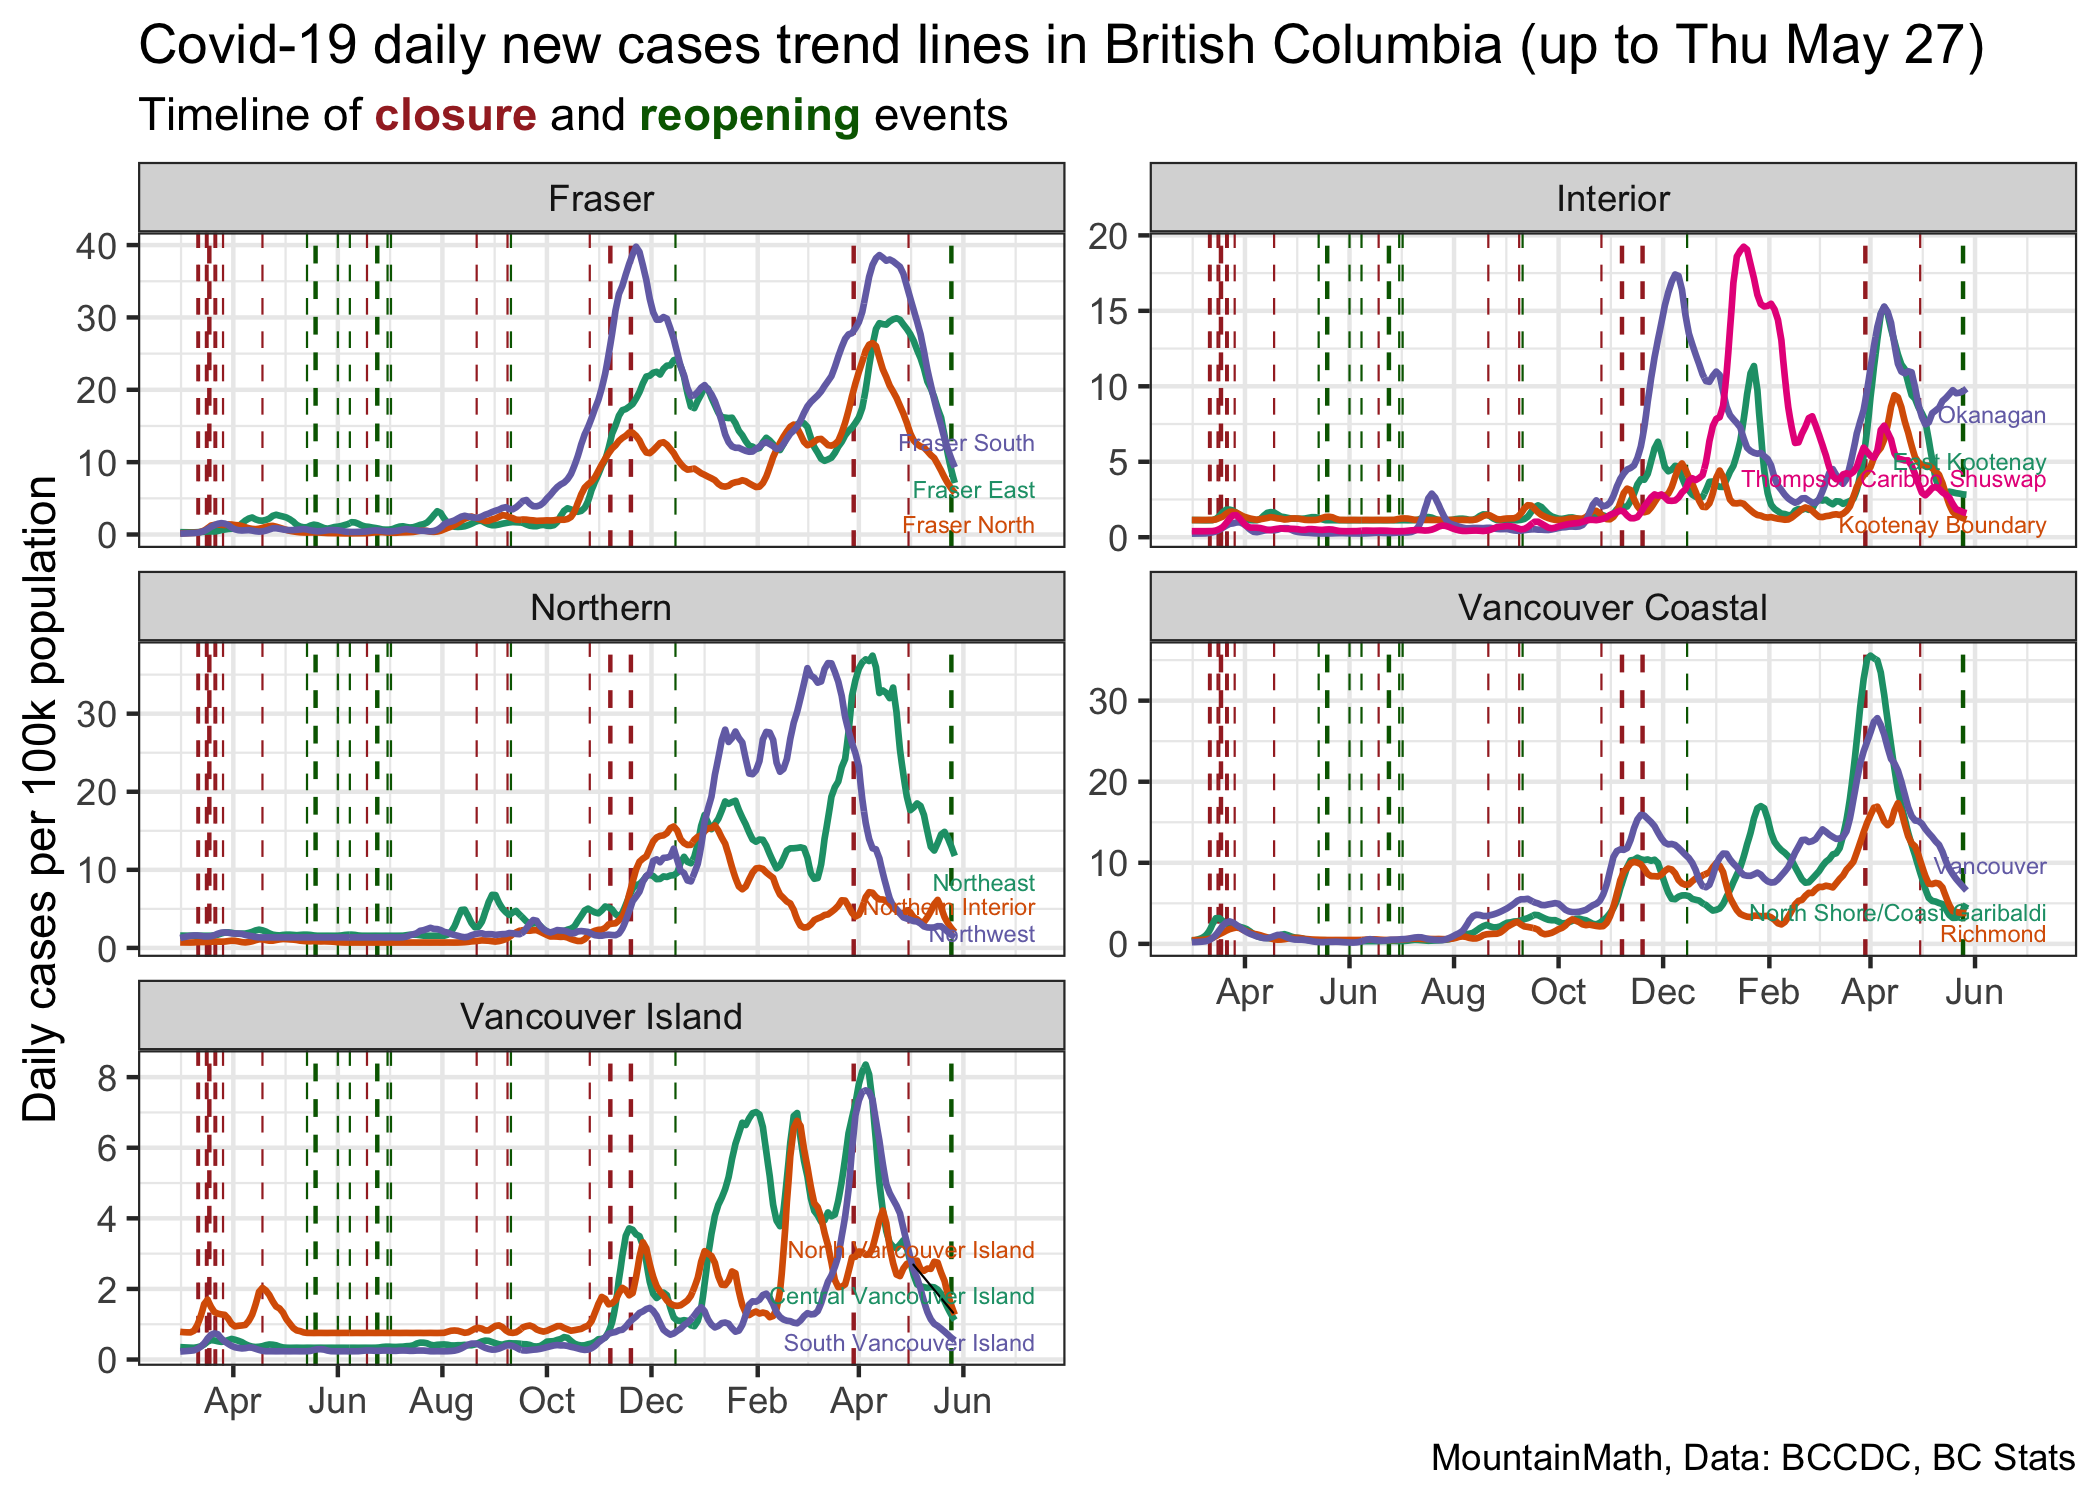 Covid-19 daily new cases trend lines in British Columbia (up to Thu May 27)
Timeline of closure and reopening events
Daily cases per 100k population
Fraser
40
30
20
10
0
Fraser South
Fraser East
Fraser North
Interior
20
15
10
5
0
Okanagan
East Kootenay
Thompson Cariboo Shuswap
Kootenay Boundary
Northern
30
20
10
0
Northeast
Northern Interior
Northwest
Vancouver Coastal
30
20
10
0
Vancouver
North Shore/Coast Garibaldi
Richmond
Apr Jun Aug Oct Dec Feb Apr Jun
Vancouver Island
8
6
4
2
0
North Vancouver Island
Central Vancouver Island
South Vancouver Island
Apr Jun Aug Oct Dec Feb Apr Jun
MountainMath, Data: BCCDC, BC Stats